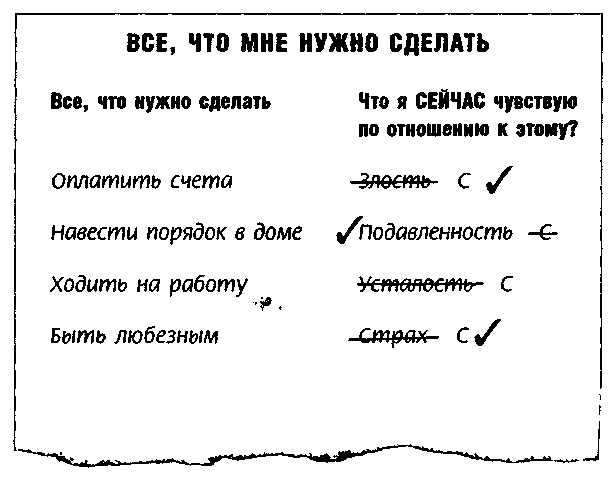 ВСЕ, ЧТО МНЕ НУЖНО СДЕЛАТЬ
Все, что нужно сделать Что я СЕЙЧАС чувствую
по отношению к этому?
Оплатить счета Злость С ✓
Навести порядок в доме ✓ Подавленность С
Ходить на работу Усталость С
Быть любезным Страх С ✓